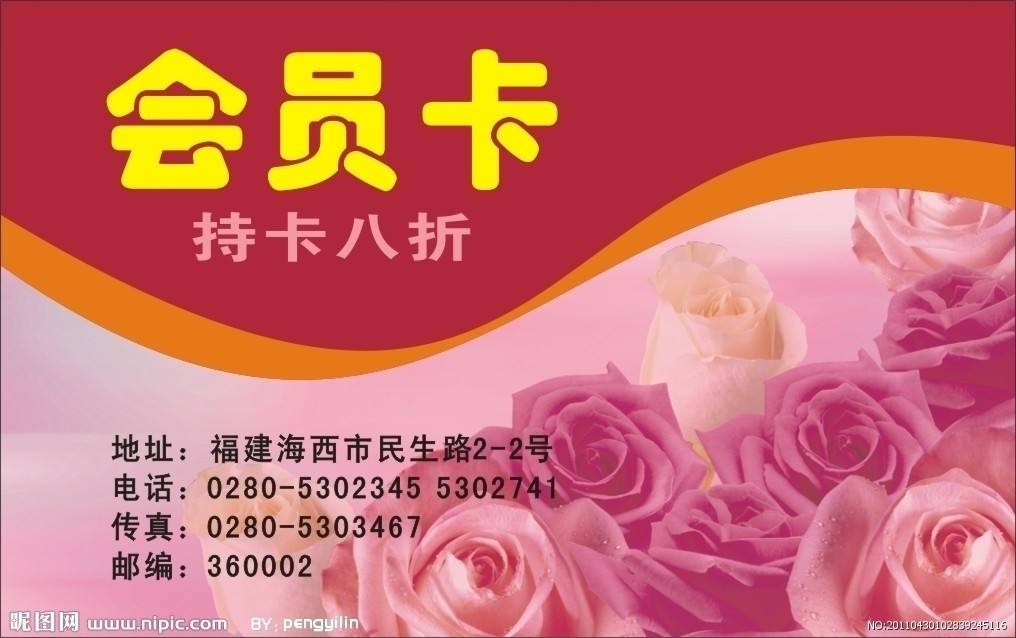 会员卡
持卡八折
地址：福建海西市民生路2-2号
电话：0280-5302345 5302741
传真：0280-5303467
邮编：360002
昵图网 www.nipic.com BY：pengyilin
NO:20110430102839245116